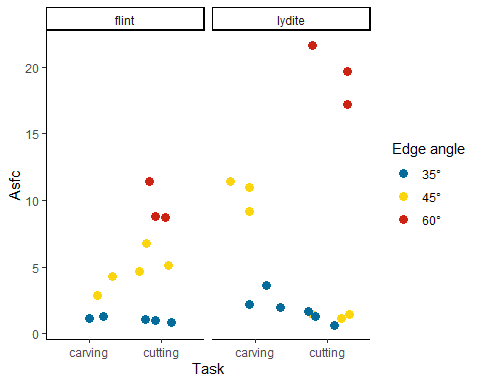 flint
lydite
20
15
10
5
0
Asfc
carving
cutting
carving
cutting
Task
Edge angle
35°
45°
60°